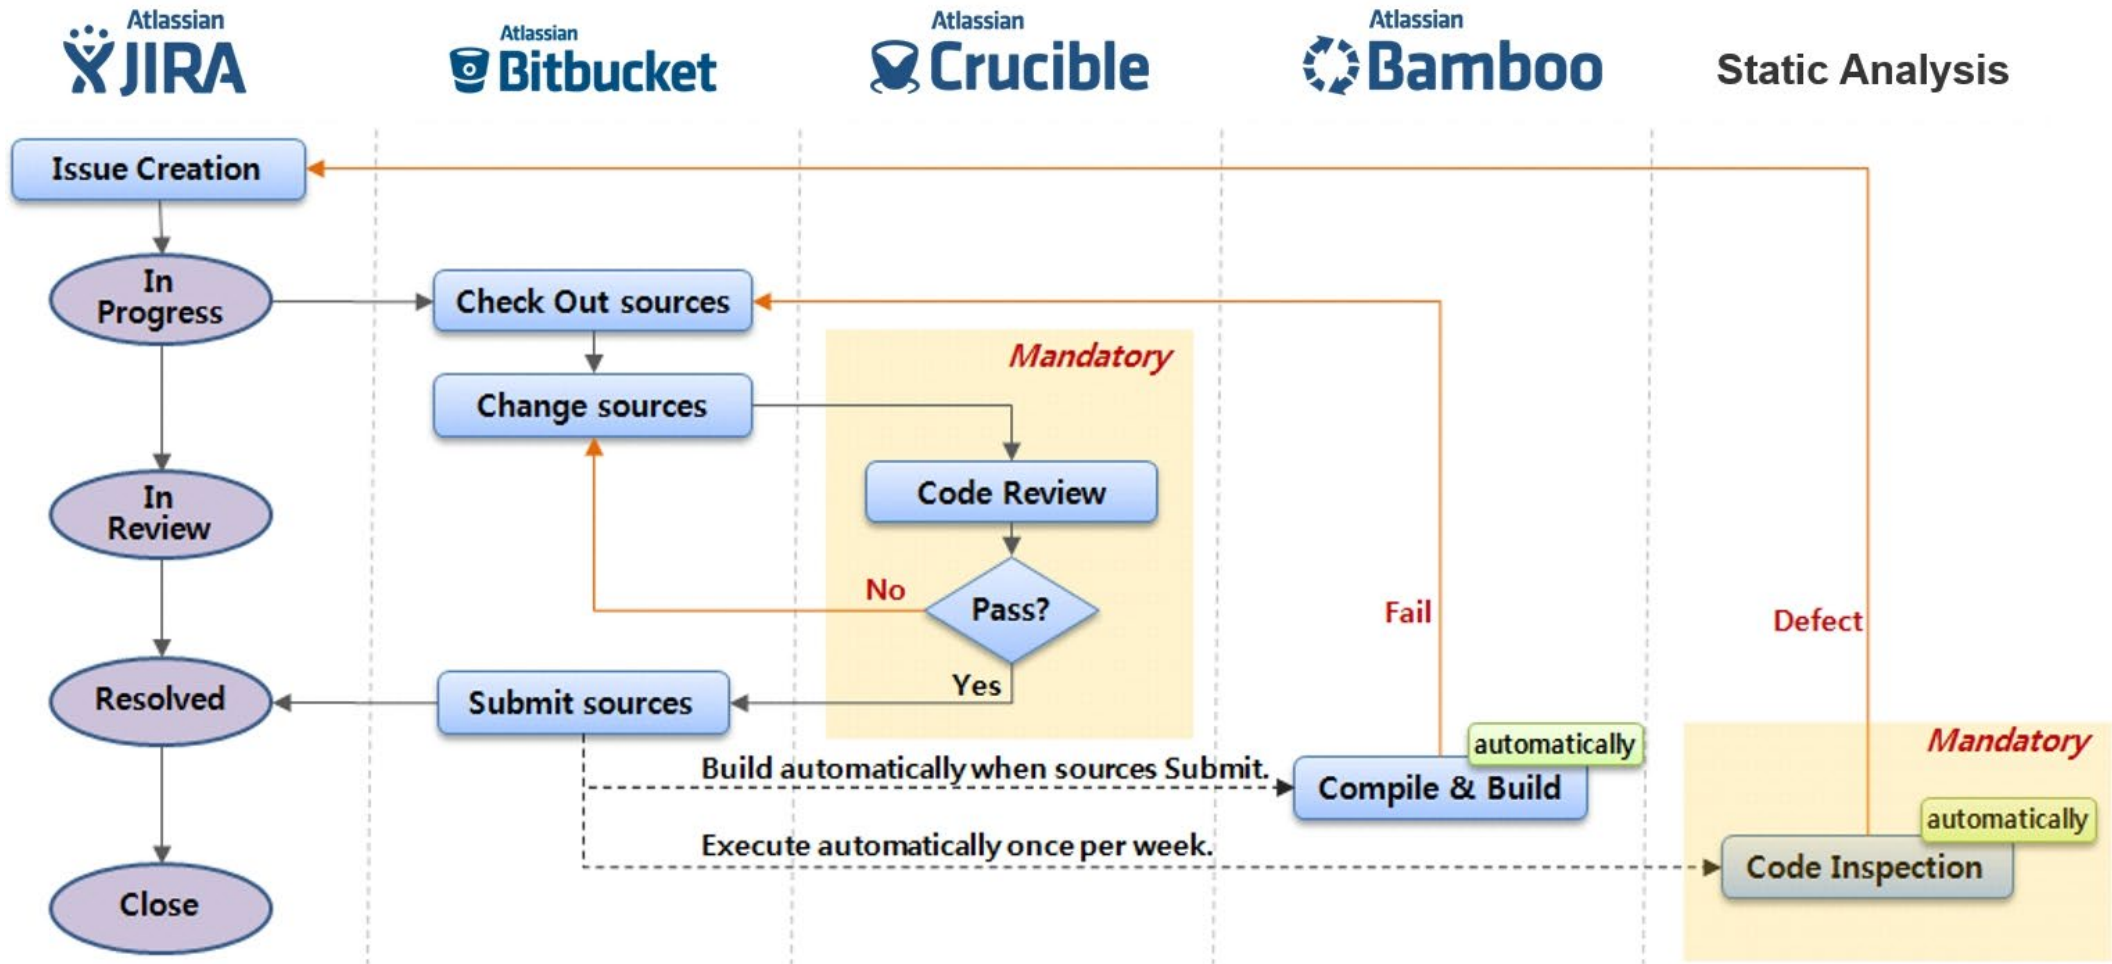 Atlassian
JIRA
Atlassian
Bitbucket
Atlassian
Crucible
Atlassian
Bamboo
Static Analysis
Issue Creation
In
Progress
Check Out sources
Mandatory
Change sources
Code Review
In
Review
No
Pass?
Fail
Defect
Yes
Resolved
Submit sources
automatically
Mandatory
Build automatically when sources Submit.
Compile & Build
automatically
Execute automatically once per week.
Code Inspection
Close